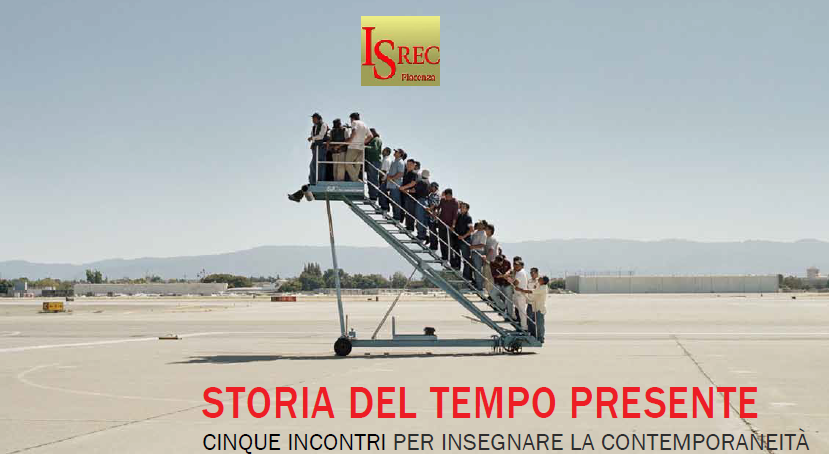 ISREC
Piacenza
STORIA DEL TEMPO PRESENTE
CINQUE INCONTRI PER INSEGNARE LA CONTEMPORANEITÀ